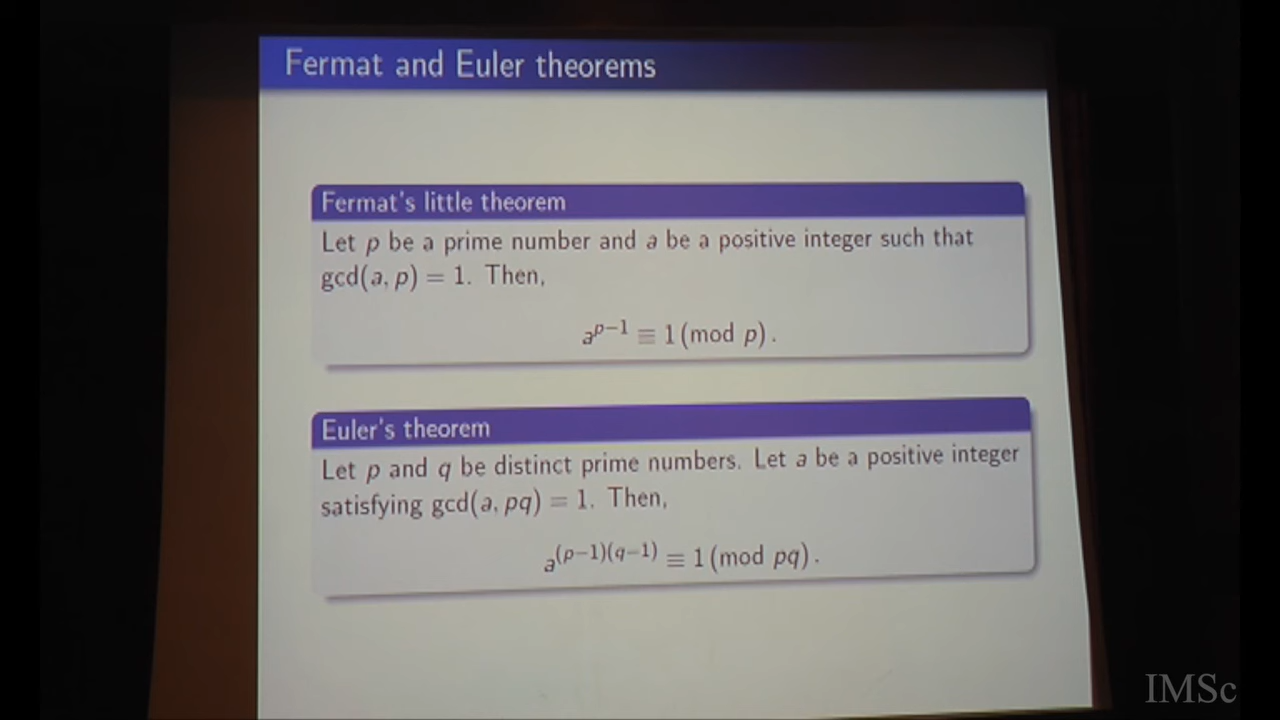 Fermat and Euler theorems
Fermat's little theorem
Let p be a prime number and a be a positive integer such that
gcd(a, p) = 1. Then,
a^{p−1} ≡ 1 (mod p).
Euler's theorem
Let p and q be distinct prime numbers. Let a be a positive integer
satisfying gcd(a, pq) = 1. Then,
a^{(p−1)(q−1)} ≡ 1 (mod pq).
IMSc